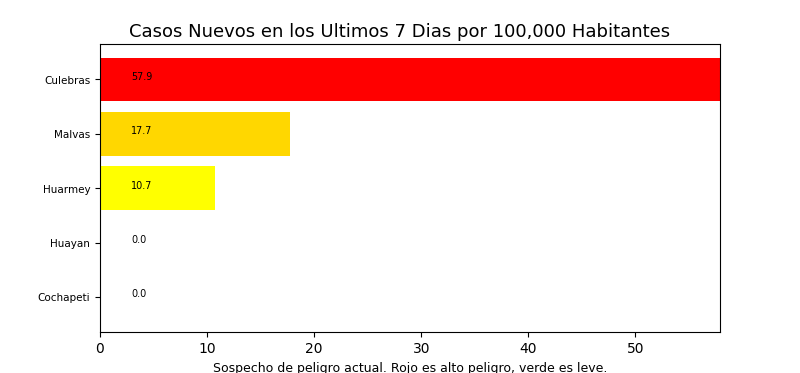 Casos Nuevos en los Ultimos 7 Dias por 100,000 Habitantes
Culebras 57.9
Malvas 17.7
Huarmey 10.7
Huayan 0.0
Cochapeti 0.0
0 10 20 30 40 50
Sospecho de peligro actual. Rojo es alto peligro, verde es leve.